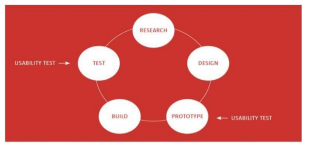 RESEARCH
USABILITY TEST
TEST
DESIGN
BUILD
PROTOTYPE
USABILITY TEST